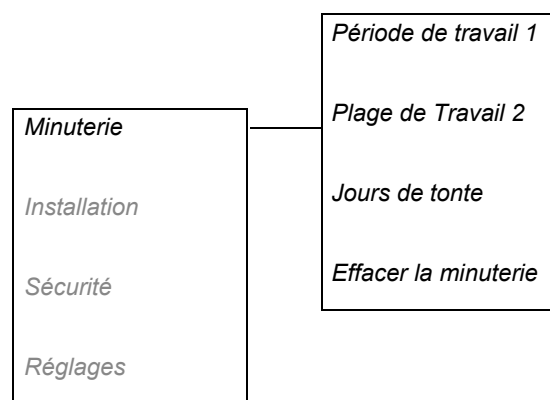 Minuterie
Installation
Sécurité
Réglages
Période de travail 1
Plage de Travail 2
Jours de tonte
Effacer la minuterie